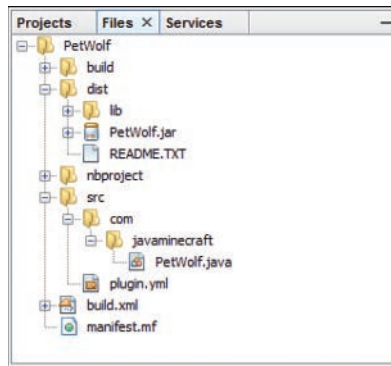 Projects Files × Services
PetWolf
build
dist
lib
PetWolf.jar
README.TXT
nbproject
src
com
javaminecraft
PetWolf.java
plugin.yml
build.xml
manifest.mf